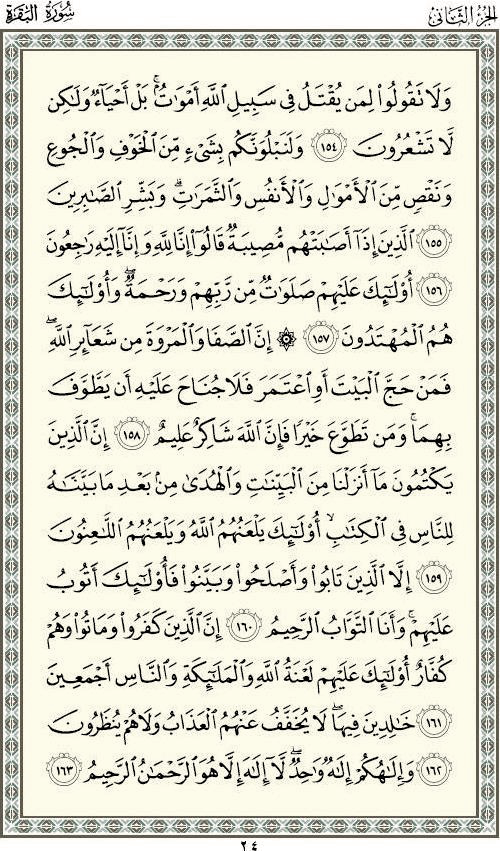 الجزء الثاني
سورة البقرة
وَلَا تَقُولُوا۟ لِمَن يُقْتَلُ فِى سَبِيلِ ٱللَّهِ أَمْوَٰتٌۢ ۚ بَلْ أَحْيَآءٌ وَلَٰكِن
لَّا تَشْعُرُونَ ١٥٤ وَلَنَبْلُوَنَّكُم بِشَىْءٍ مِّنَ ٱلْخَوْفِ وَٱلْجُوعِ
وَنَقْصٍ مِّنَ ٱلْأَمْوَٰلِ وَٱلْأَنفُسِ وَٱلثَّمَرَٰتِ ۗ وَبَشِّرِ ٱلصَّٰبِرِينَ
١٥٥ ٱلَّذِينَ إِذَآ أَصَٰبَتْهُم مُّصِيبَةٌ قَالُوٓا۟ إِنَّا لِلَّهِ وَإِنَّآ إِلَيْهِ رَٰجِعُونَ
١٥٦ أُو۟لَٰٓئِكَ عَلَيْهِمْ صَلَوَٰتٌ مِّن رَّبِّهِمْ وَرَحْمَةٌ ۖ وَأُو۟لَٰٓئِكَ
هُمُ ٱلْمُهْتَدُونَ ١٥٧ ۞ إِنَّ ٱلصَّفَا وَٱلْمَرْوَةَ مِن شَعَآئِرِ ٱللَّهِ ۖ
فَمَنْ حَجَّ ٱلْبَيْتَ أَوِ ٱعْتَمَرَ فَلَا جُنَاحَ عَلَيْهِ أَن يَطَّوَّفَ
بِهِمَا ۚ وَمَن تَطَوَّعَ خَيْرًا فَإِنَّ ٱللَّهَ شَاكِرٌ عَلِيمٌ ١٥٨ إِنَّ ٱلَّذِينَ
يَكْتُمُونَ مَآ أَنزَلْنَا مِنَ ٱلْبَيِّنَٰتِ وَٱلْهُدَىٰ مِنۢ بَعْدِ مَا بَيَّنَّٰهُ
لِلنَّاسِ فِى ٱلْكِتَٰبِ ۙ أُو۟لَٰٓئِكَ يَلْعَنُهُمُ ٱللَّهُ وَيَلْعَنُهُمُ ٱللَّٰعِنُونَ
١٥٩ إِلَّا ٱلَّذِينَ تَابُوا۟ وَأَصْلَحُوا۟ وَبَيَّنُوا۟ فَأُو۟لَٰٓئِكَ أَتُوبُ
عَلَيْهِمْ ۚ وَأَنَا ٱلتَّوَّابُ ٱلرَّحِيمُ ١٦٠ إِنَّ ٱلَّذِينَ كَفَرُوا۟ وَمَاتُوا۟ وَهُمْ
كُفَّارٌ أُو۟لَٰٓئِكَ عَلَيْهِمْ لَعْنَةُ ٱللَّهِ وَٱلْمَلَٰٓئِكَةِ وَٱلنَّاسِ أَجْمَعِينَ
١٦١ خَٰلِدِينَ فِيهَا ۖ لَا يُخَفَّفُ عَنْهُمُ ٱلْعَذَابُ وَلَا هُمْ يُنظَرُونَ
١٦٢ وَإِلَٰهُكُمْ إِلَٰهٌ وَٰحِدٌ ۖ لَّآ إِلَٰهَ إِلَّا هُوَ ٱلرَّحْمَٰنُ ٱلرَّحِيمُ ١٦٣
٢٤